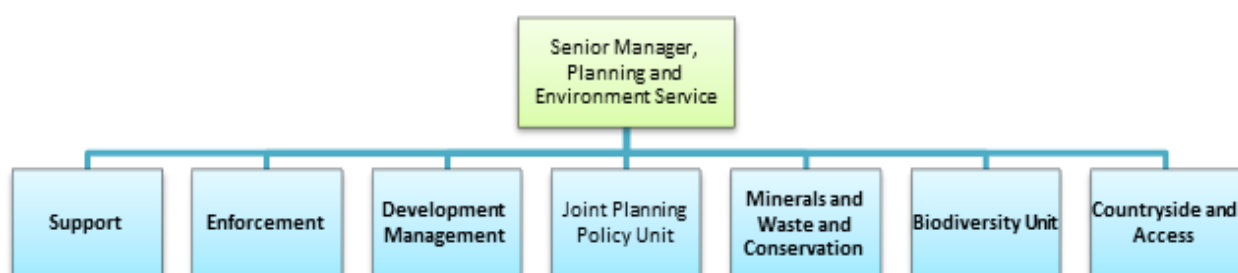 Senior Manager,
Planning and
Environment Service
Support
Enforcement
Development
Management
Joint Planning
Policy Unit
Minerals and
Waste and
Conservation
Biodiversity Unit
Countryside and
Access